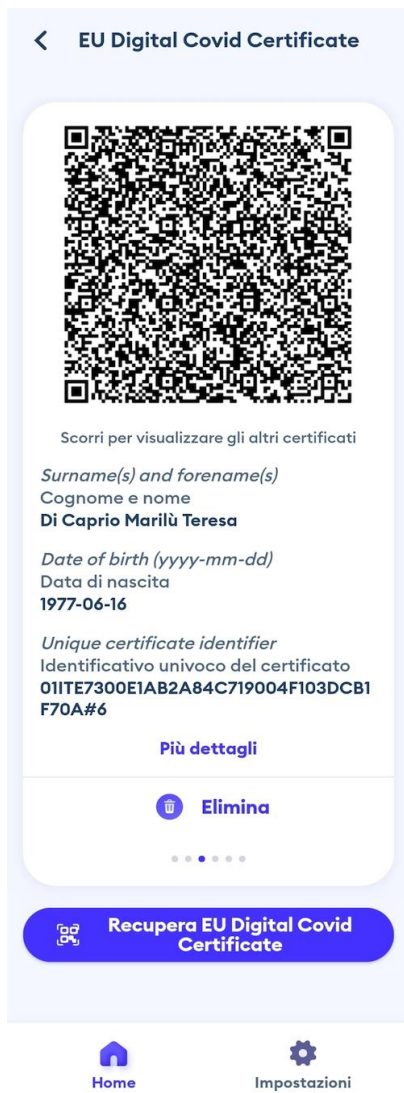 EU Digital Covid Certificate
Scorri per visualizzare gli altri certificati
Surname(s) and forename(s)
Cognome e nome
Di Caprio Marilù Teresa
Date of birth (yyyy-mm-dd)
Data di nascita
1977-06-16
Unique certificate identifier
Identificativo univoco del certificato
01ITE7300E1AB2A84C719004F103DCB1
F70A#6
Più dettagli
Elimina
Recupera EU Digital Covid
Certificate
Home
Impostazioni